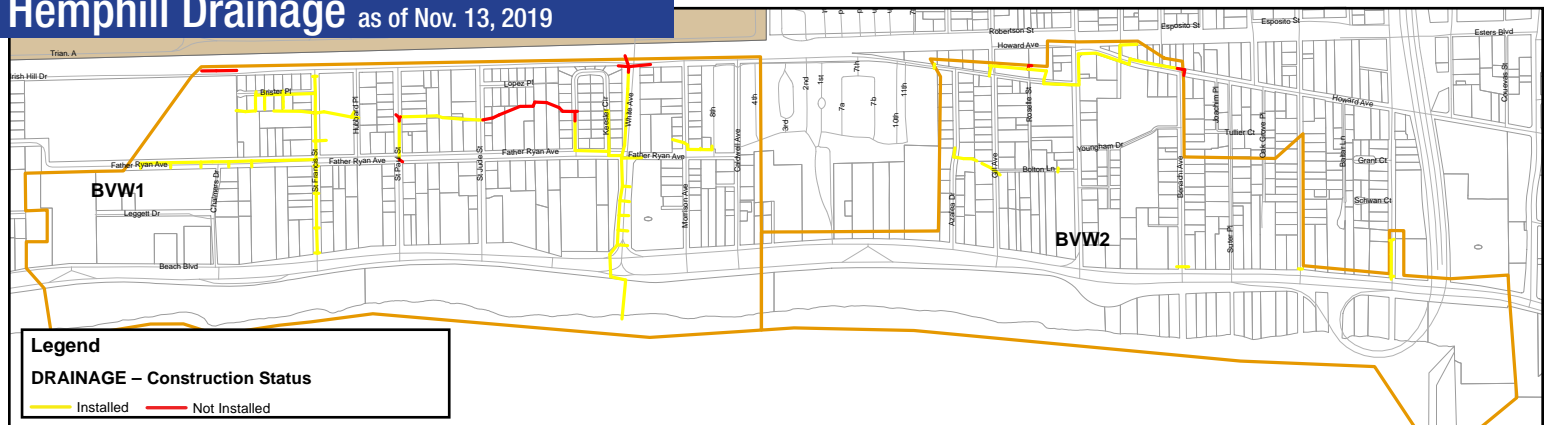 Hemphill Drainage as of Nov. 13, 2019
Trian. A
Irish Hill Dr
Robertson St
Howard Ave
Esposito St
Esposito St
Esters Blvd
Couevas St
Brister Pl
Hubbard Pl
Lopez Pl
Kaesler Cir
White Ave
8th
4th
3rd
2nd
1st
7th
7a
7b
10th
11th
Roselle St
Joachim Pl
Howard Ave
Tullier Ct
Oak Grove Pl
Youngham Dr
Grant Ct
Father Ryan Ave
St Francis St
Father Ryan Ave
St Paul St
St Jude St
Father Ryan Ave
Father Ryan Ave
Caldwell Ave
Gill Ave
Bolton Ln
Benachi Ave
BVW1
Chalmers Dr
Leggett Dr
Morrison Ave
Azalea Dr
Schwan Ct
BVW2
Suter Pl
Beach Blvd
Legend
DRAINAGE – Construction Status
Installed
Not Installed